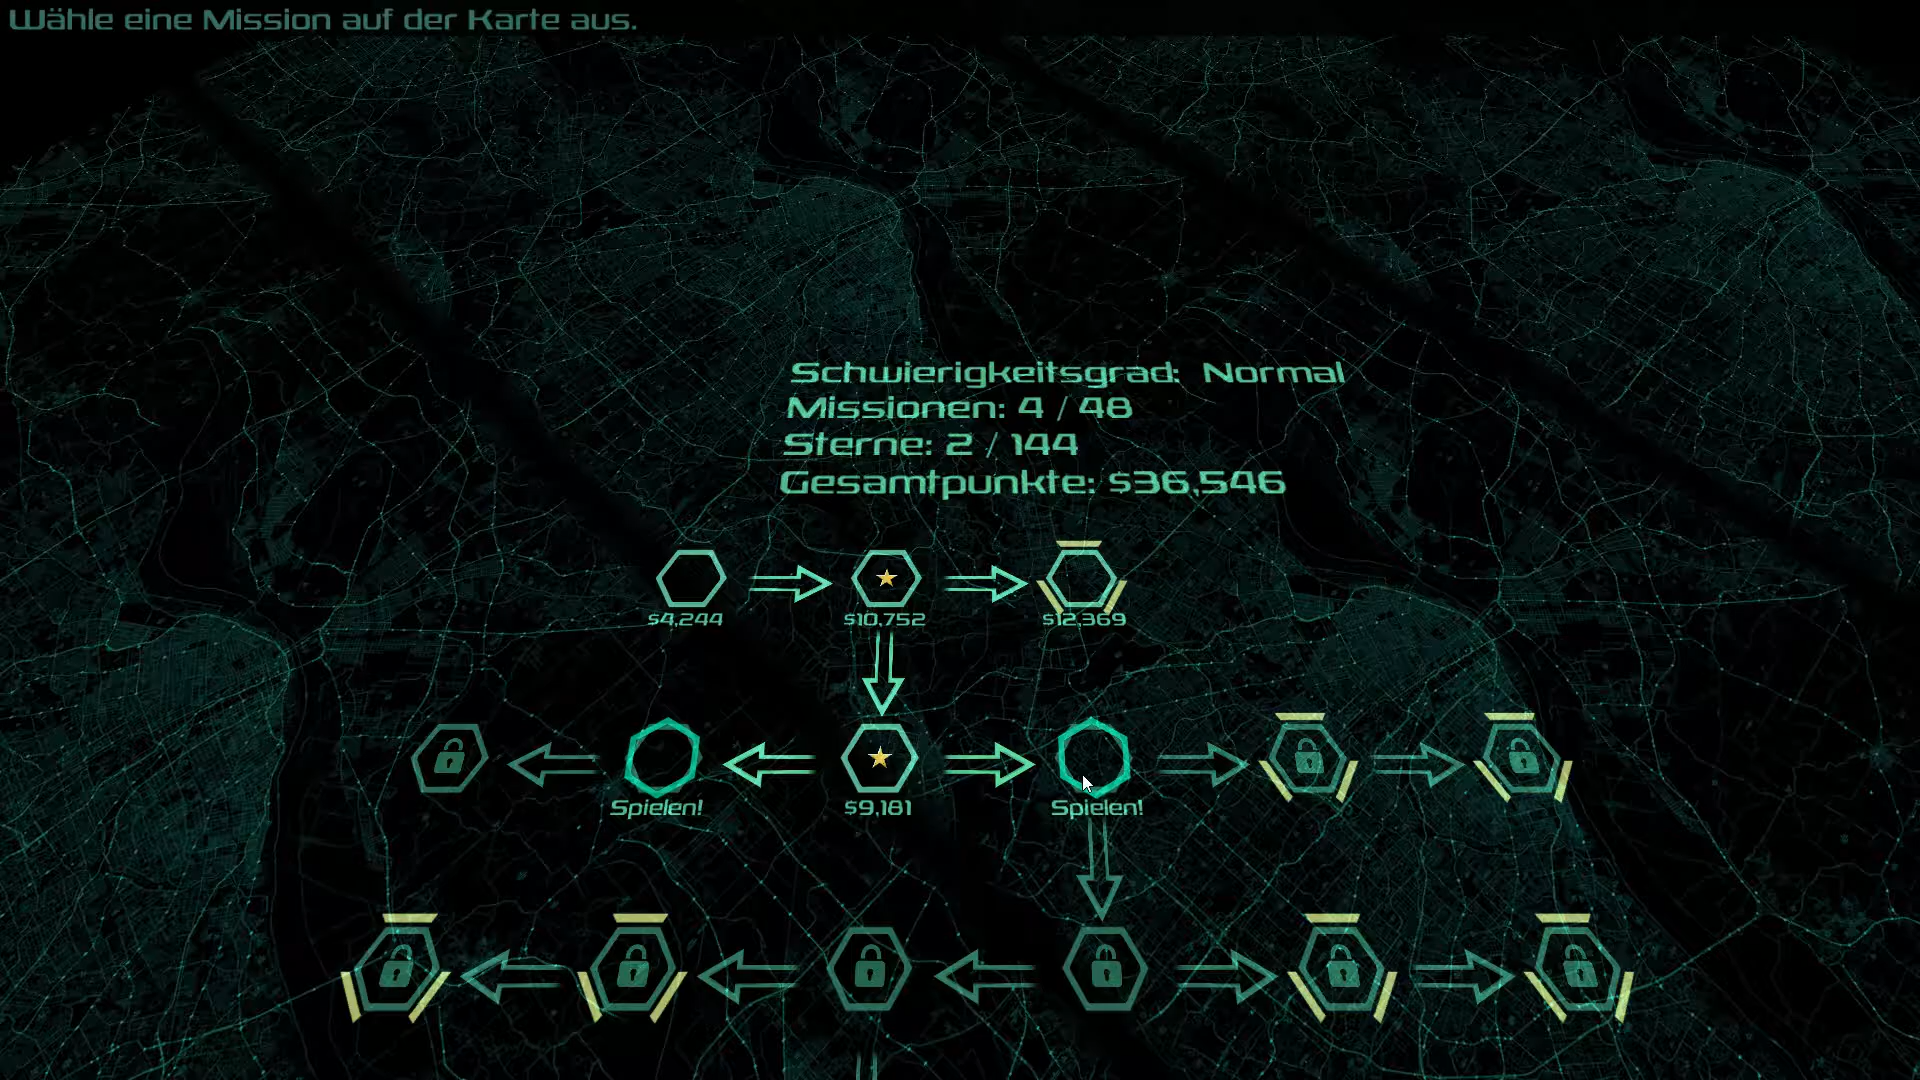 Wähle eine Mission auf der Karte aus.
Schwierigkeitsgrad: Normal
Missionen: 4 / 48
Sterne: 2 / 144
Gesamtpunkte: $36,546
$4,244
$10,752
$12,369
Spielen!
$9,181
Spielen!